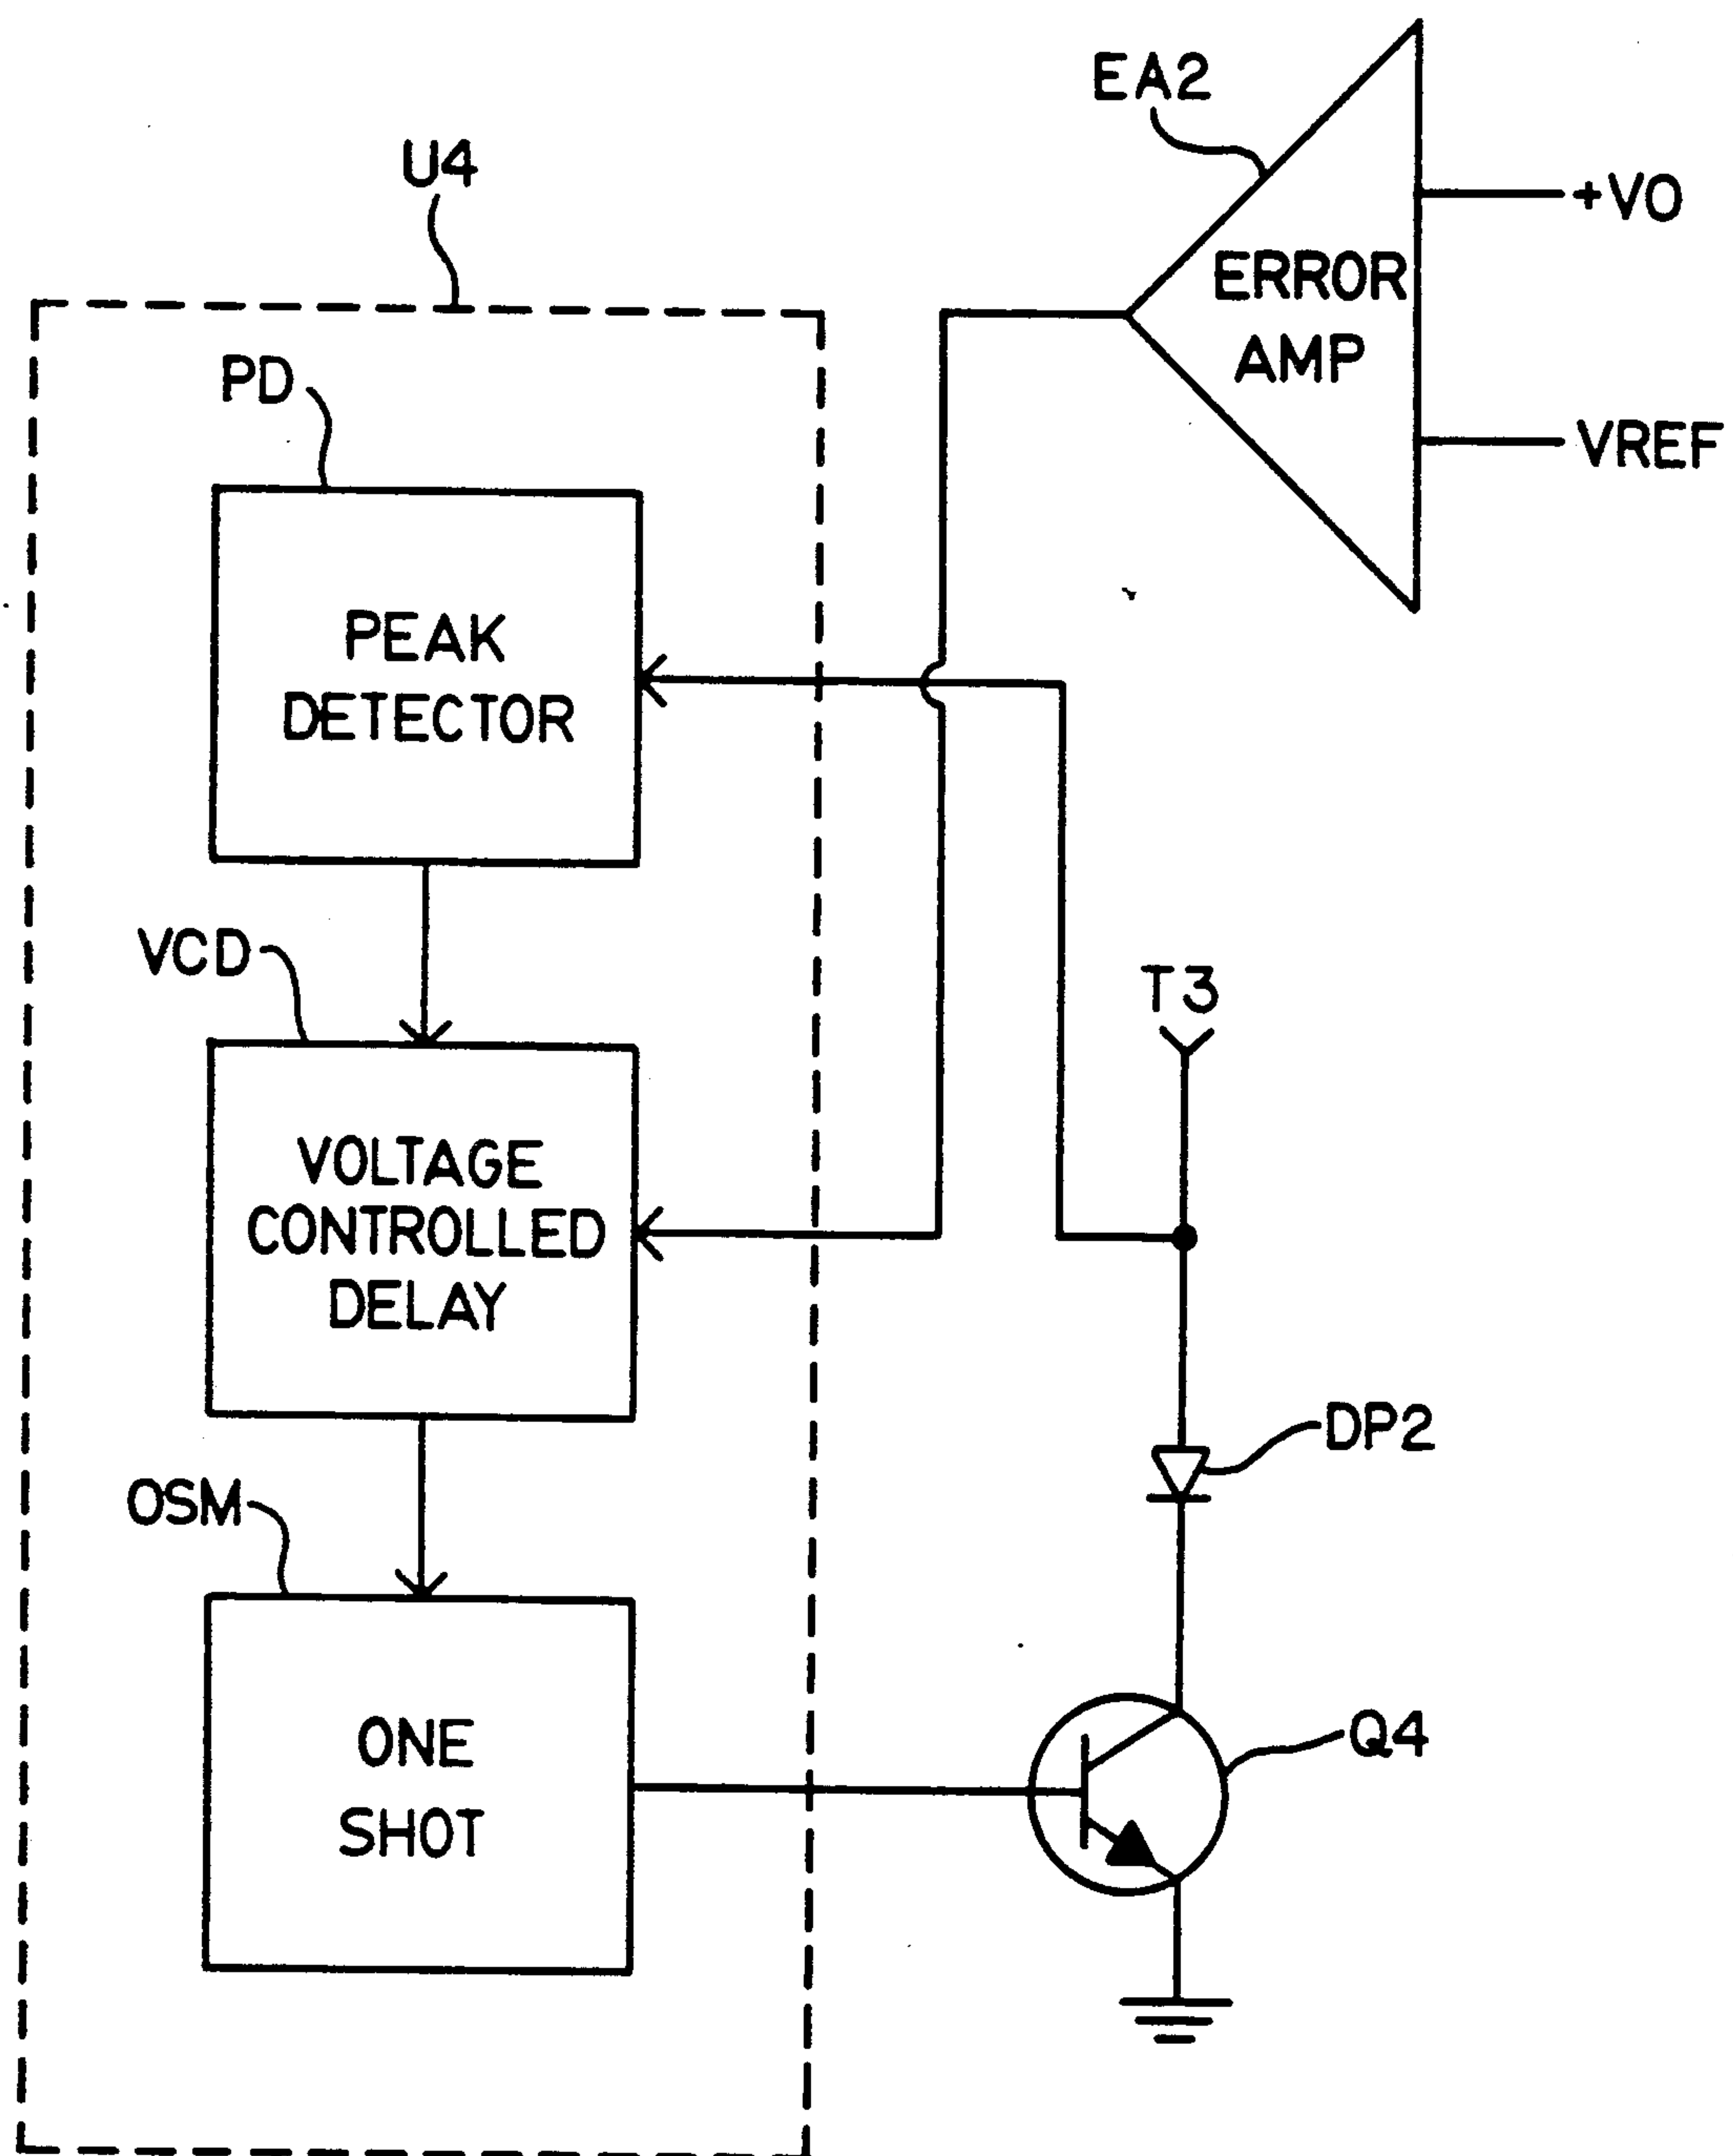 EA2
U4
+VO
ERROR
AMP
PD
VREF
PEAK
DETECTOR
VCD
T3
VOLTAGE
CONTROLLED
DELAY
DP2
OSM
Q4
ONE
SHOT